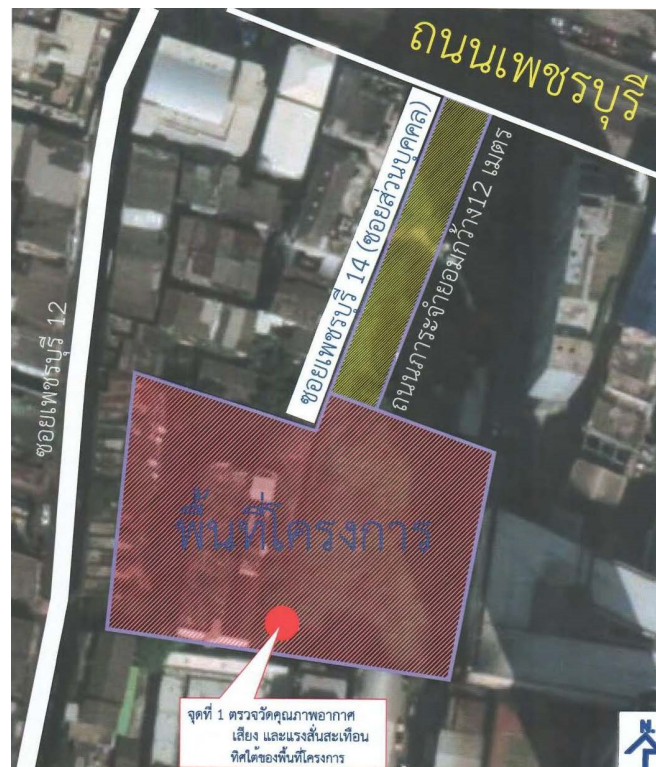 ถนนเพชรบุรี
ซอยเพชรบุรี 14 (ซอยส่วนบุคคล)
ถนนภาระจำยอมกว้าง12 เมตร
ซอยเพชรบุรี 12
พื้นที่โครงการ
จุดที่ 1 ตรวจวัดคุณภาพอากาศ
เสียง และแรงสั่นสะเทือน
ทิศใต้ของพื้นที่โครงการ
N